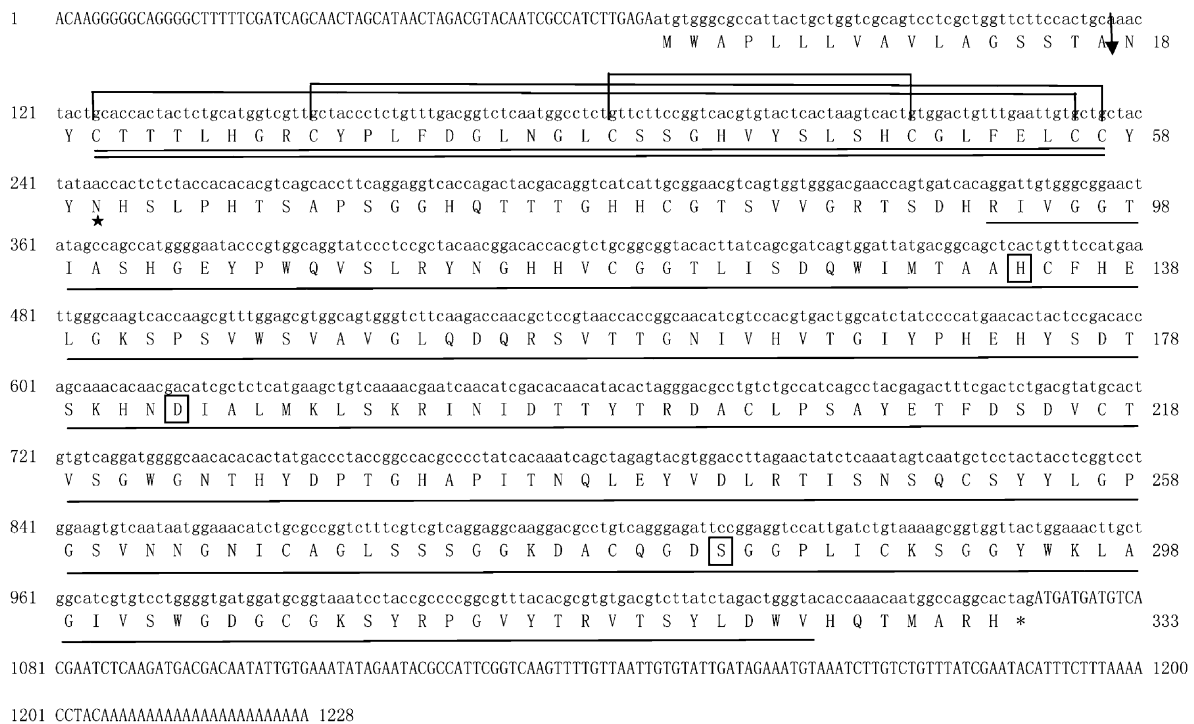 1 ACAAGGGGGCAGGGGCTTTTTCGATCAGCAACTAGCATAACTAGACGTACAATCGCCATCTTGAGAatgtgggcgccattactgctggtcgcagtcctcgctggttcttccactgcaaac
M W A P L L L V A V L A G S S T A N 18
121 tactgcaccactactctgcatggtcgttgctaccctctgtttgacggtctcaatggcctctgttcttccggtcacgtgtactcactaagtcactgtggactgtttgaattgtgctgctac
Y C T T T L H G R C Y P L F D G L N G L C S S G H V Y S L S H C G L F E L C C Y 58
241 tataaccactctctaccacacacgtcagcaccttcaggaggtcaccagactacgacaggtcatcattgcggaacgtcagtggtgggacgaaccagtgatcacaggattgtgggcggaact
Y N H S L P H T S A P S G G H Q T T T G H H C G T S V V G R T S D H R I V G G T 98
★
361 atagccagccatggggaatacccgtggcaggtatccctccgctacaacggacaccacgtctgcggcggtacacttatcagcgatcagtggattatgacggcagctcactgtttccatgaa
I A S H G E Y P W Q V S L R Y N G H H V C G G T L I S D Q W I M T A A H C F H E 138
481 ttgggcaagtcaccaagcgtttggagcgtggcagtgggtcttcaagaccaacgctccgtaaccaccggcaacatcgtccacgtgactggcatctatccccatgaacactactccgacacc
L G K S P S V W S V A V G L Q D Q R S V T T G N I V H V T G I Y P H E H Y S D T 178
601 agcaaacacaacgacatcgctctcatgaagctgtcaaaacgaatcaacatcgacacaacatacactagggacgcctgtctgccatcagcctacgagactttcgactctgacgtatgcact
S K H N D I A L M K L S K R I N I D T T Y T R D A C L P S A Y E T F D S D V C T 218
721 gtgtcaggatggggcaacacacactatgaccctaccggccacgcccctatcacaaatcagctagagtacgtggaccttagaactatctcaaatagtcaatgctcctactacctcggtcct
V S G W G N T H Y D P T G H A P I T N Q L E Y V D L R T I S N S Q C S Y Y L G P 258
841 ggaagtgtcaataatggaaacatctgcgccggtctttcgtcgtcaggaggcaaggacgcctgtcagggagattccggaggtccattgatctgtaaaagcggtggttactggaaacttgct
G S V N N G N I C A G L S S S G G K D A C Q G D S G G P L I C K S G G Y W K L A 298
961 ggcatcgtgtcctggggtgatggatgcggtaaatcctaccgccccggcgtttacacgcgtgtgacgtcttatctagactgggtacaccaaacaatggccaggcactagATGATGATGTCA
G I V S W G D G C G K S Y R P G V Y T R V T S Y L D W V H Q T M A R H * 333
1081 CGAATCTCAAGATGACGACAATATTGTGAAATATAGAATACGCCATTCGGTCAAGTTTTGTTAATTGTGTATTGATAGAAATGTAAATCTTGTCTGTTTATCGAATACATTTCTTTAAAA 1200
1201 CCTACAAAAAAAAAAAAAAAAAAAAAAA 1228